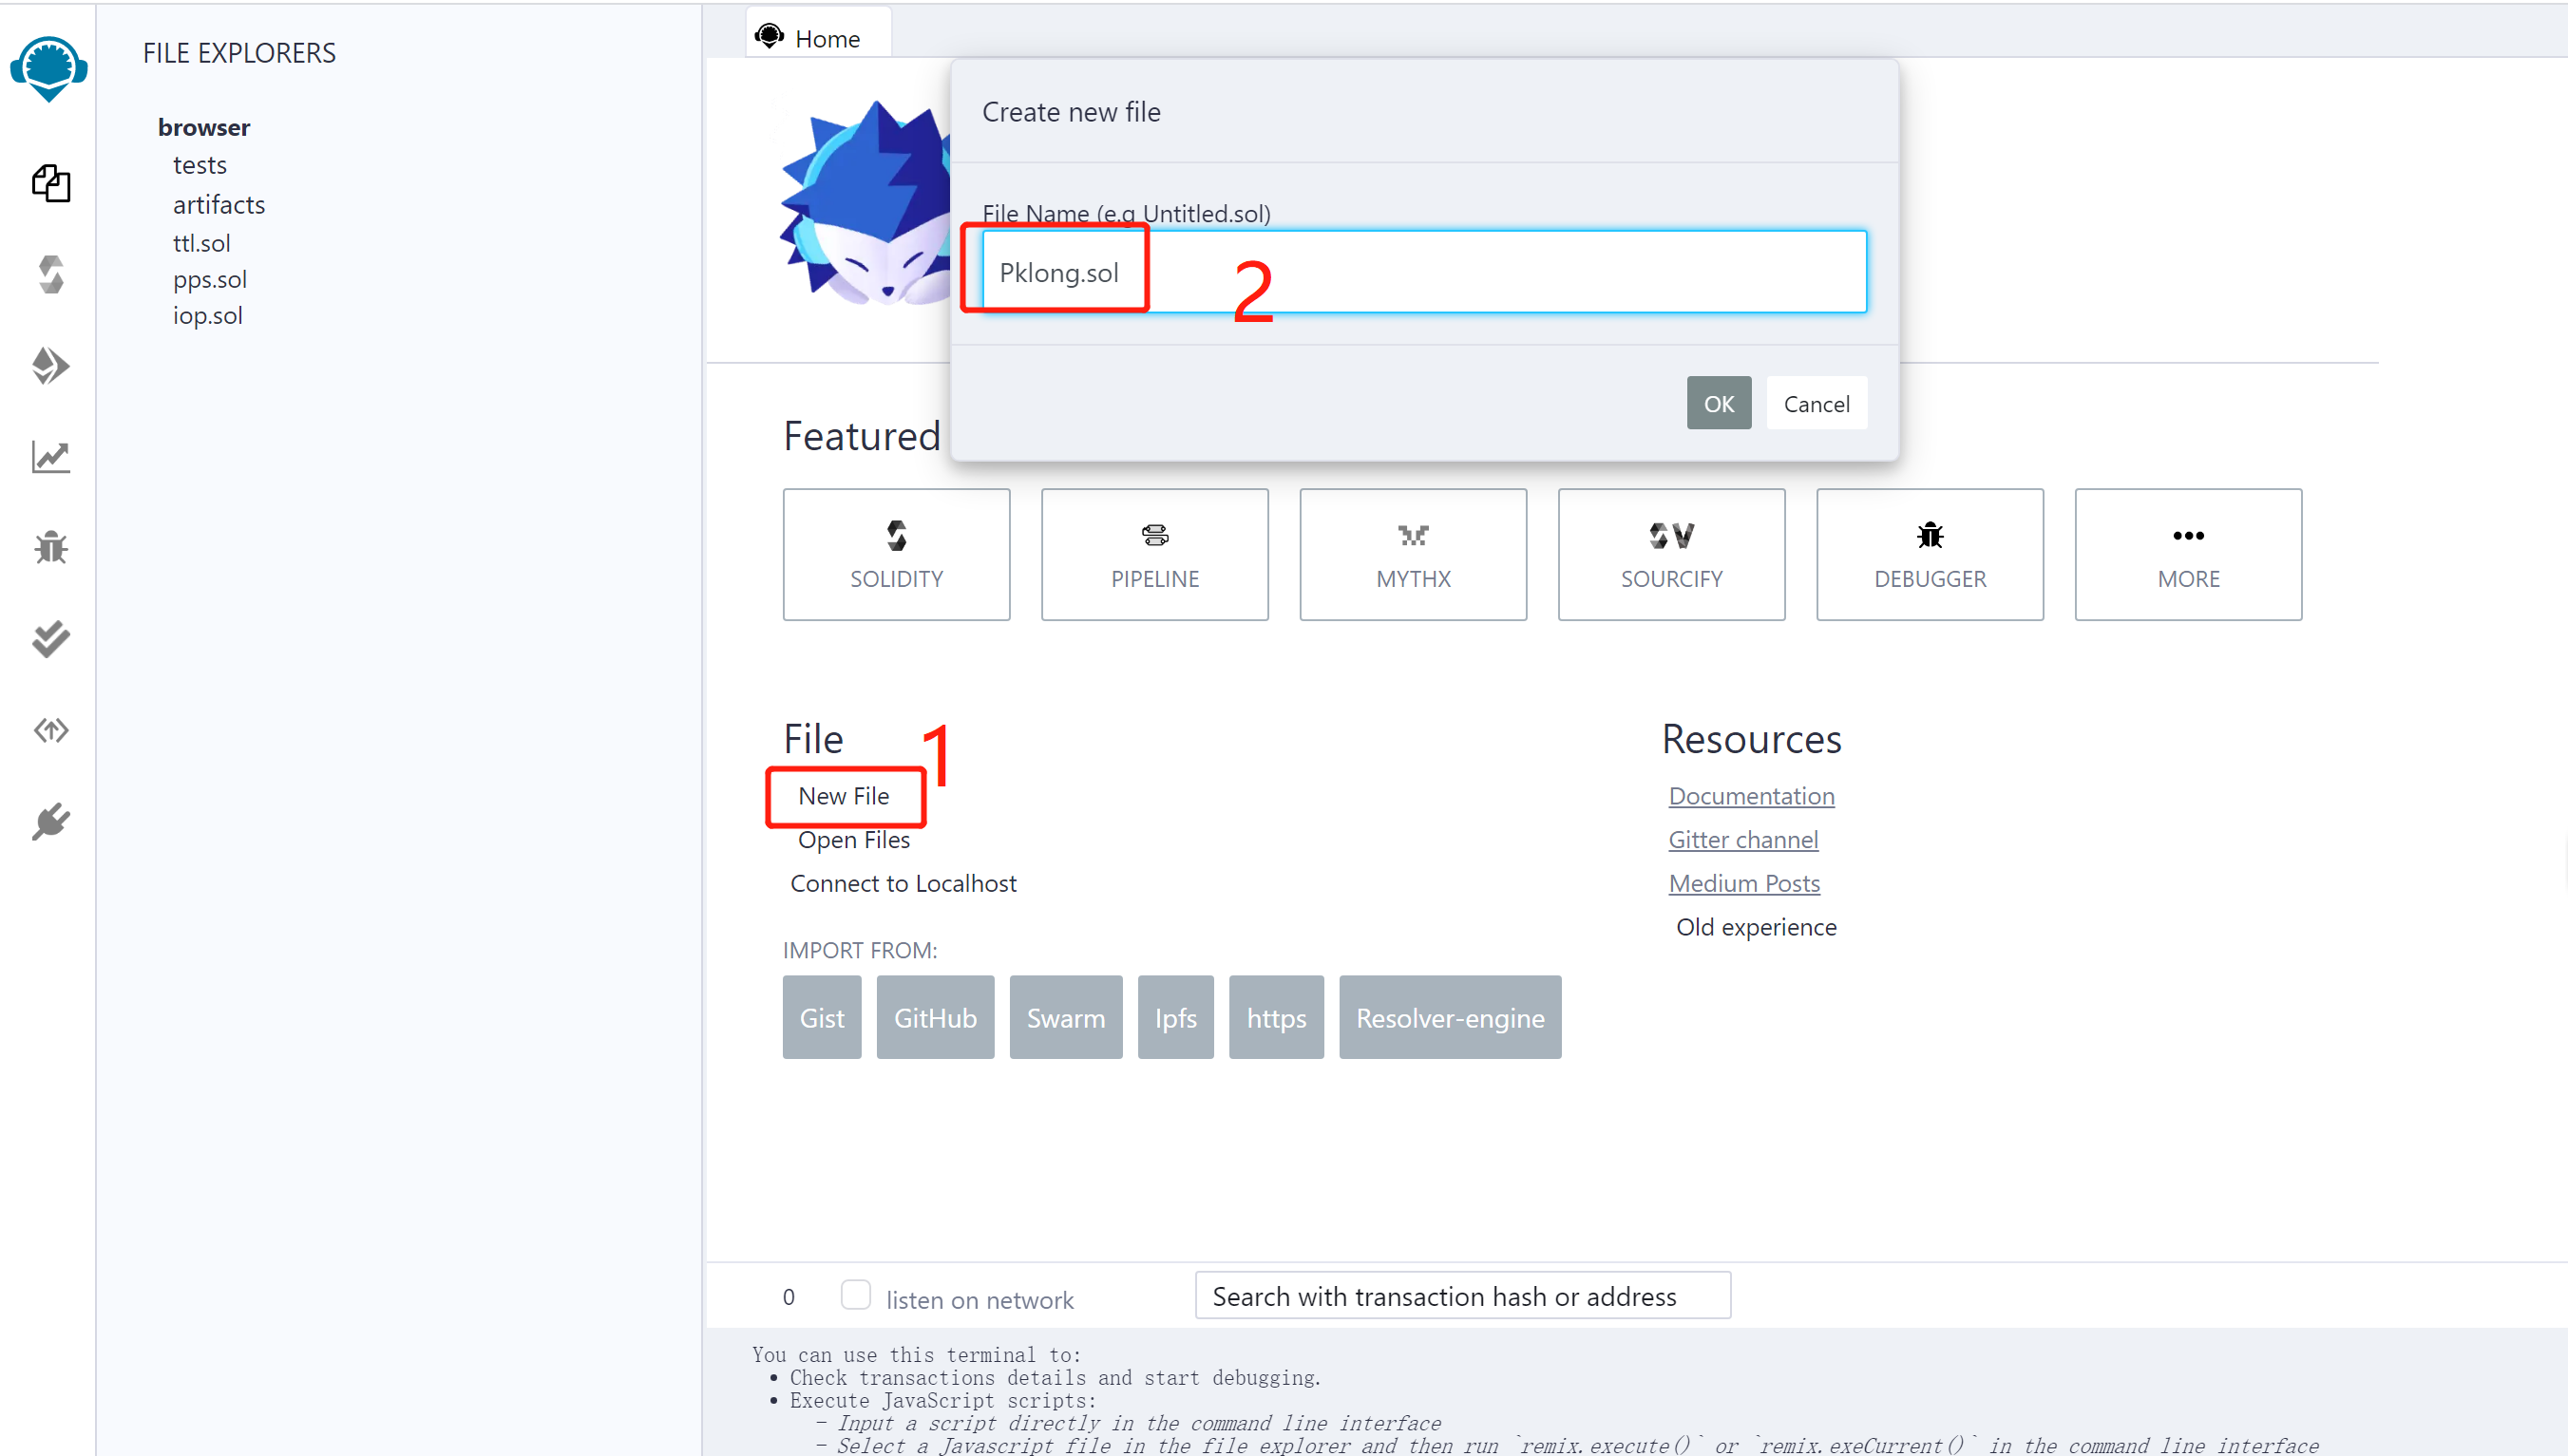 FILE EXPLORERS
browser
tests
artifacts
ttl.sol
pps.sol
iop.sol
Home
Create new file
File Name (e.g Untitled.sol)
Pklong.sol
2
OK
Cancel
Featured
SOLIDITY
PIPELINE
MYTHX
SOURCIFY
DEBUGGER
MORE
File
1
New File
Open Files
Connect to Localhost
IMPORT FROM:
Gist
GitHub
Swarm
Ipfs
https
Resolver-engine
Resources
Documentation
Gitter channel
Medium Posts
Old experience
0
listen on network
Search with transaction hash or address
You can use this terminal to:
• Check transactions details and start debugging.
• Execute JavaScript scripts:
- Input a script directly in the command line interface
- Select a Javascript file in the file explorer and then run `remix.execute()` or `remix.exeCurrent()` in the command line interface